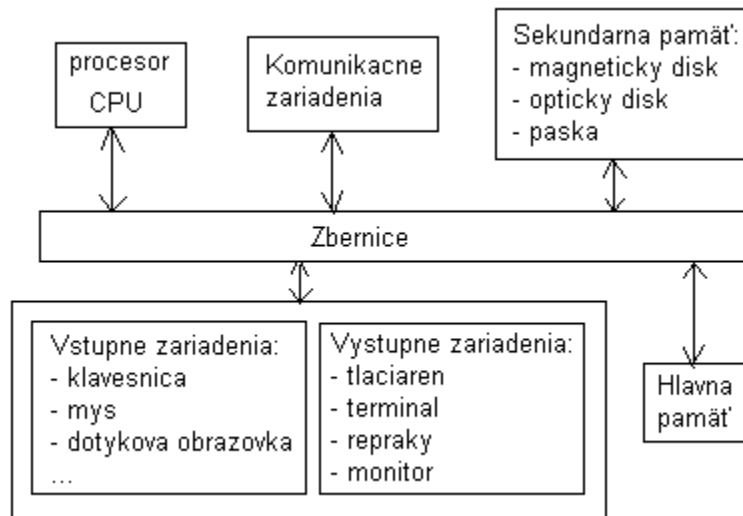 procesor
CPU
Komunikacne
zariadenia
Sekundarna pamäť:
- magneticky disk
- opticky disk
- paska
Zbernice
Vstupne zariadenia:
- klavesnica
- mys
- dotykova obrazovka
...
Vystupne zariadenia:
- tlaciaren
- terminal
- repraky
- monitor
Hlavna
pamäť